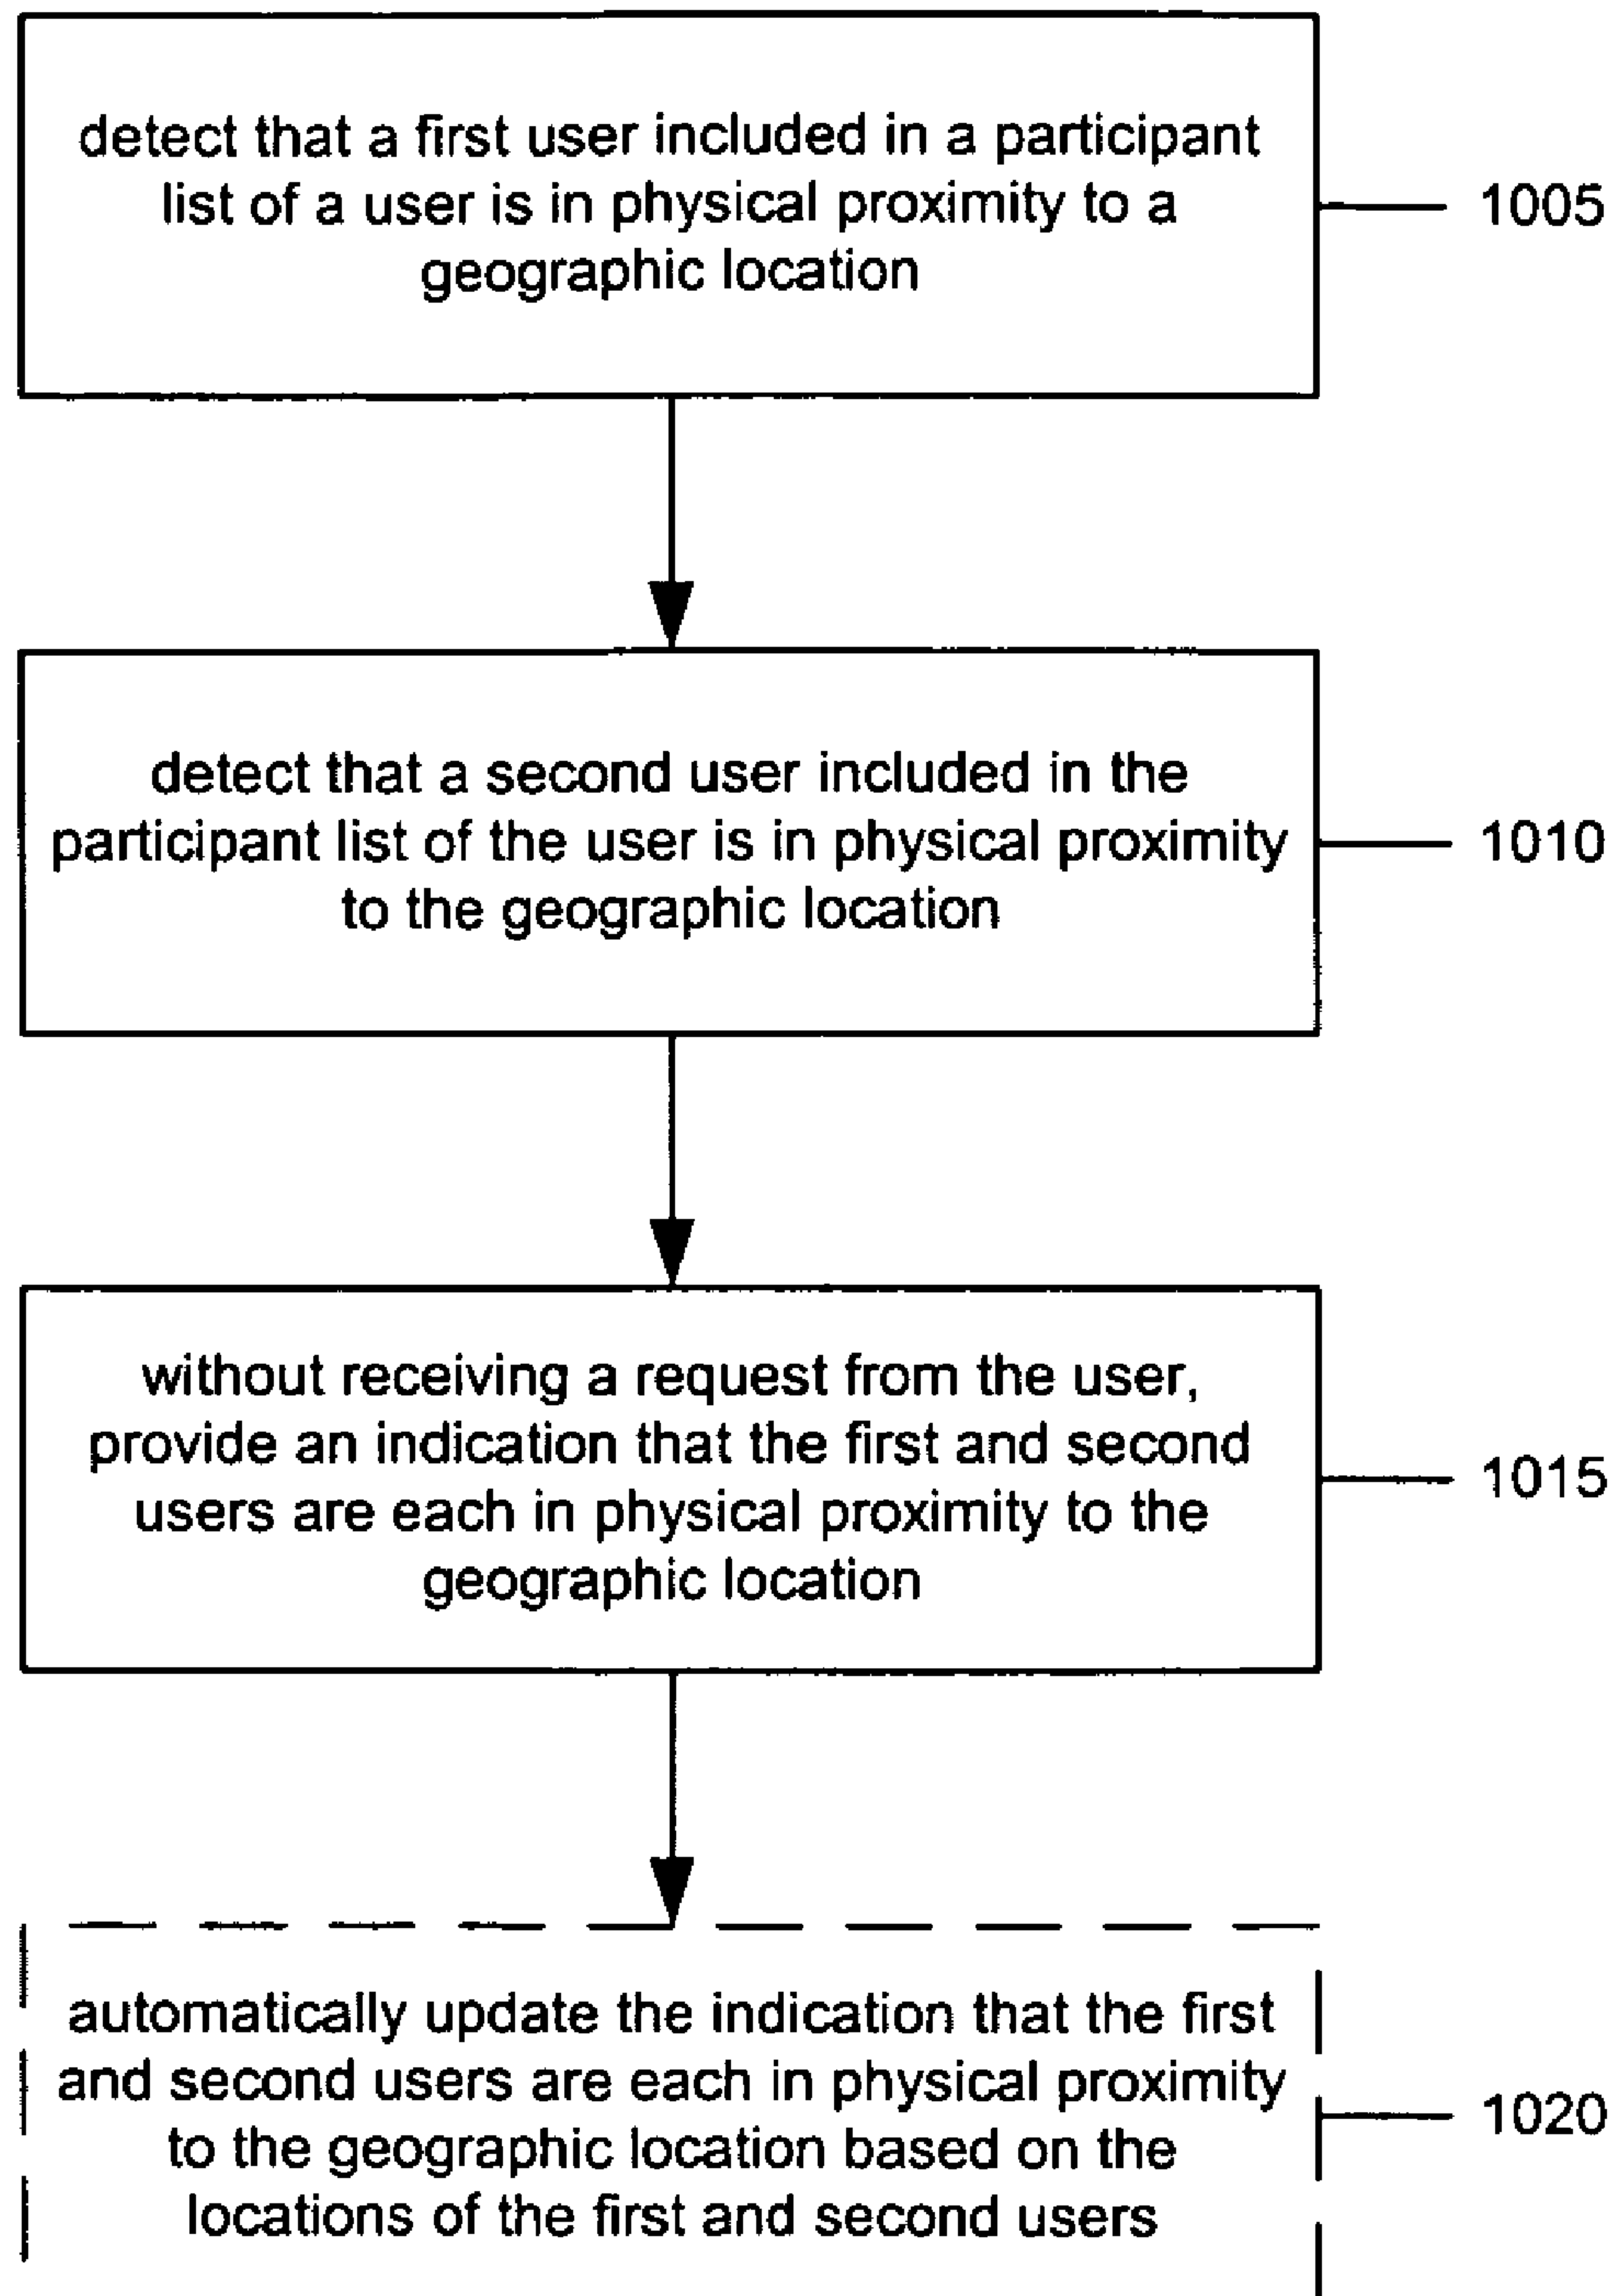 detect that a first user included in a participant
list of a user is in physical proximity to a
geographic location
1005
detect that a second user included in the
participant list of the user is in physical proximity
to the geographic location
1010
without receiving a request from the user,
provide an indication that the first and second
users are each in physical proximity to the
geographic location
1015
automatically update the indication that the first
and second users are each in physical proximity
to the geographic location based on the
locations of the first and second users
1020